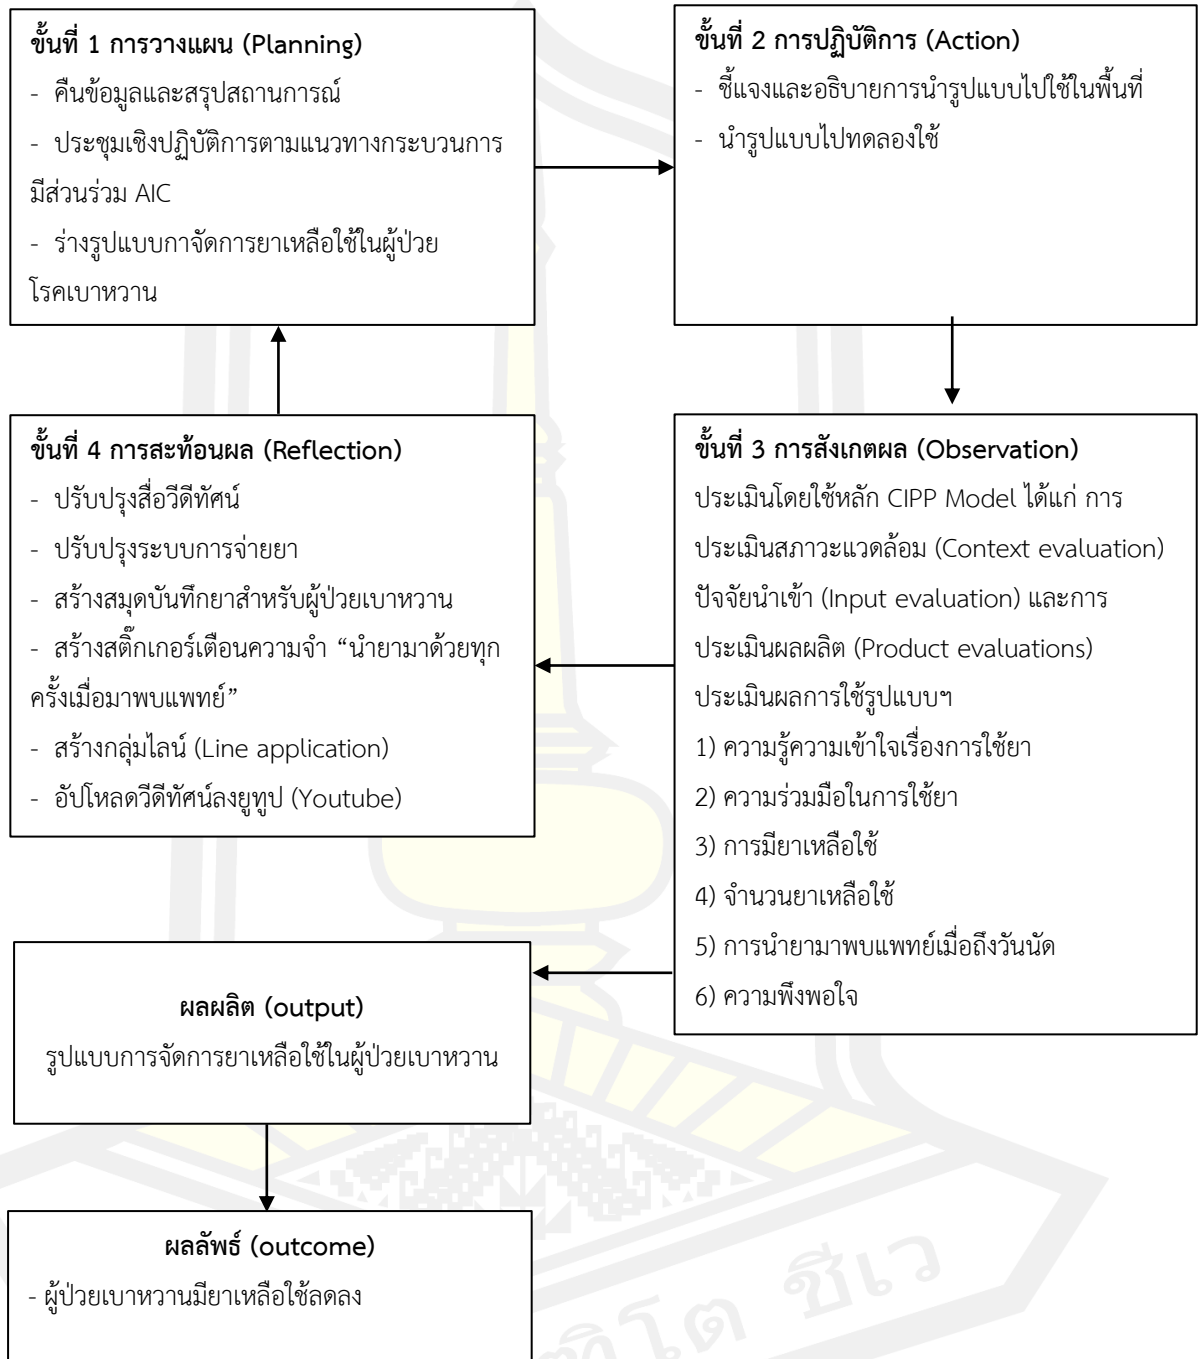 ขั้นที่ 1 การวางแผน (Planning)
- คืนข้อมูลและสรุปสถานการณ์
- ประชุมเชิงปฏิบัติการตามแนวทางกระบวนการ
มีส่วนร่วม AIC
- ร่างรูปแบบกาจัดการยาเหลือใช้ในผู้ป่วย
โรคเบาหวาน
ขั้นที่ 2 การปฏิบัติการ (Action)
- ชี้แจงและอธิบายการนำรูปแบบไปใช้ในพื้นที่
- นำรูปแบบไปทดลองใช้
ขั้นที่ 3 การสังเกตผล (Observation)
ประเมินโดยใช้หลัก CIPP Model ได้แก่ การ
ประเมินสภาวะแวดล้อม (Context evaluation)
ปัจจัยนำเข้า (Input evaluation) และการ
ประเมินผลผลิต (Product evaluations)
ประเมินผลการใช้รูปแบบฯ
1) ความรู้ความเข้าใจเรื่องการใช้ยา
2) ความร่วมมือในการใช้ยา
3) การมียาเหลือใช้
4) จำนวนยาเหลือใช้
5) การนำยามาพบแพทย์เมื่อถึงวันนัด
6) ความพึงพอใจ
ขั้นที่ 4 การสะท้อนผล (Reflection)
- ปรับปรุงสื่อวีดีทัศน์
- ปรับปรุงระบบการจ่ายยา
- สร้างสมุดบันทึกยาสำหรับผู้ป่วยเบาหวาน
- สร้างสติ๊กเกอร์เตือนความจำ “นำยามาด้วยทุก
ครั้งเมื่อมาพบแพทย์”
- สร้างกลุ่มไลน์ (Line application)
- อัปโหลดวีดีทัศน์ลงยูทูป (Youtube)
ผลผลิต (output)
รูปแบบการจัดการยาเหลือใช้ในผู้ป่วยเบาหวาน
ผลลัพธ์ (outcome)
- ผู้ป่วยเบาหวานมียาเหลือใช้ลดลง
ชีเว